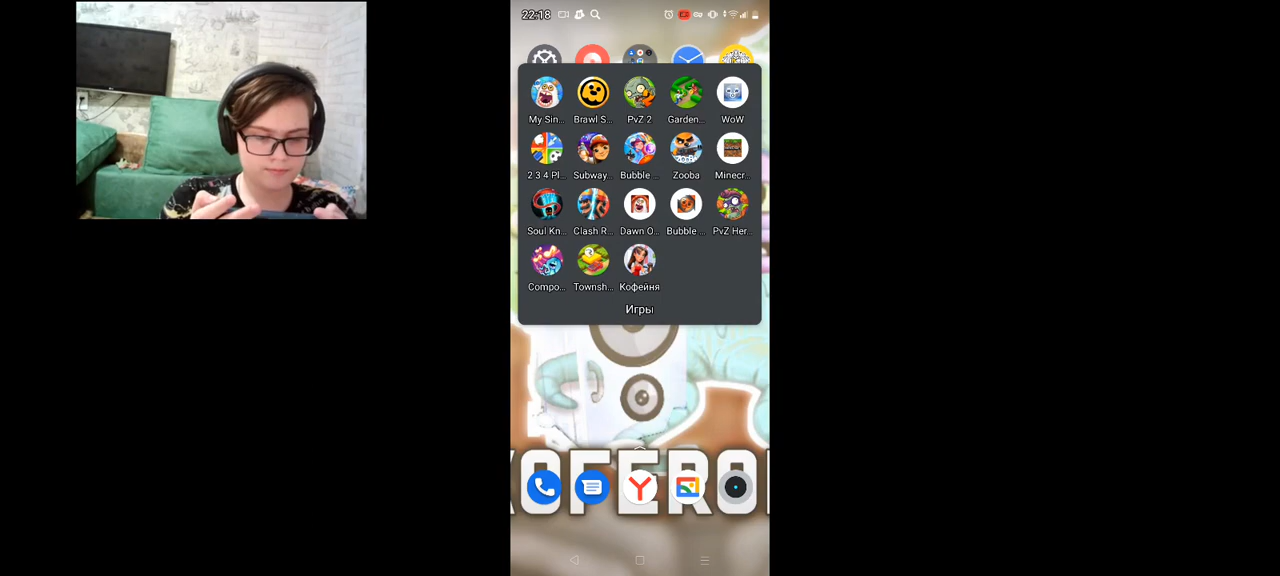 22:18
My Sin... Brawl S... PvZ 2 Garden... WoW
2 3 4 Pl... Subway... Bubble ... Zooba Minecr...
Soul Kn... Clash R... Dawn O... Bubble ... PvZ Her...
Compo... Townsh... Кофейня
Игры
OFERO